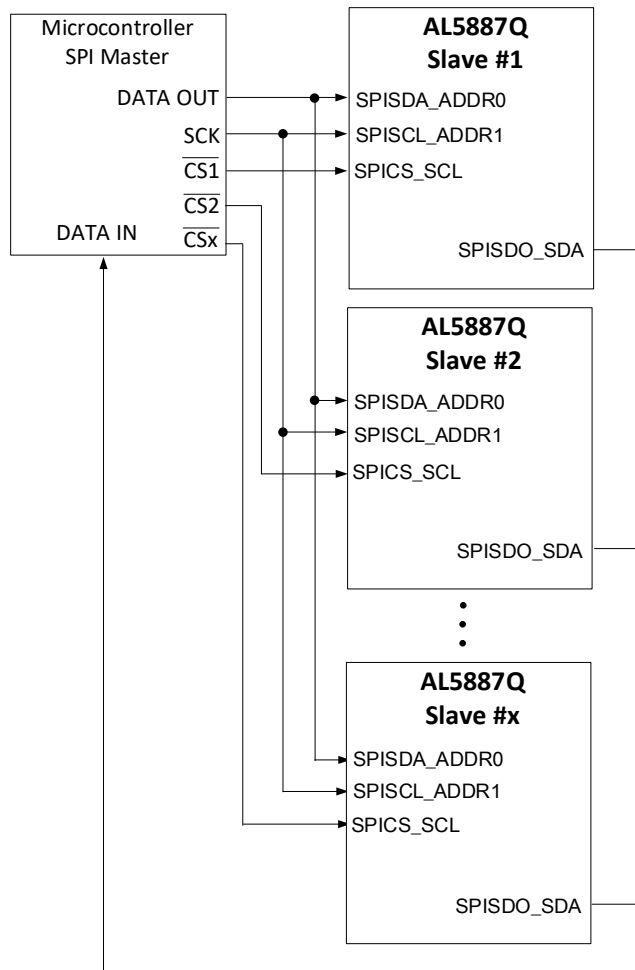 Microcontroller
SPI Master
DATA OUT
SCK
CS1
CS2
DATA IN
CSx
AL5887Q
Slave #1
SPISDA_ADDR0
SPISCL_ADDR1
SPICS_SCL
SPISDO_SDA
AL5887Q
Slave #2
SPISDA_ADDR0
SPISCL_ADDR1
SPICS_SCL
SPISDO_SDA
AL5887Q
Slave #x
SPISDA_ADDR0
SPISCL_ADDR1
SPICS_SCL
SPISDO_SDA